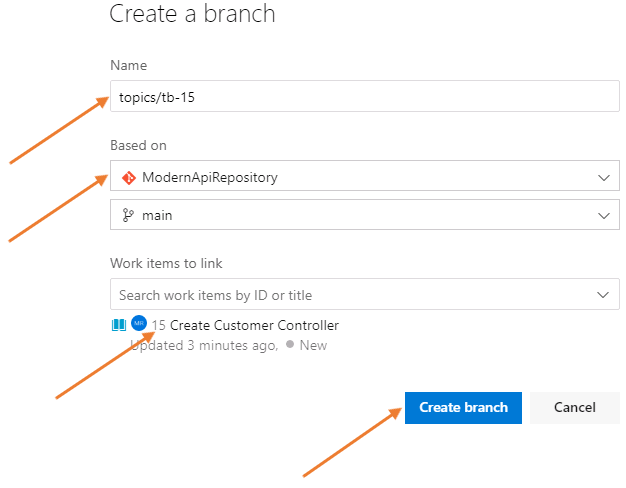 Create a branch
Name
topics/tb-15
Based on
ModernApiRepository
main
Work items to link
Search work items by ID or title
15 Create Customer Controller
Updated 3 minutes ago, New
Create branch Cancel